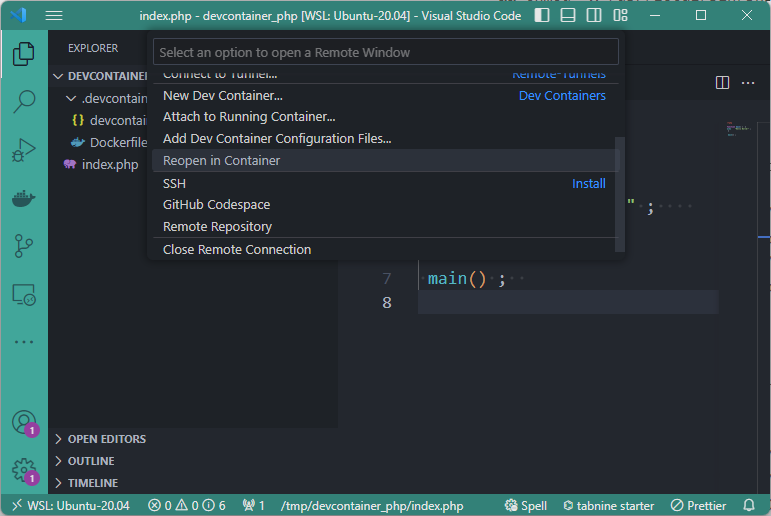 index.php - devcontainer_php [WSL: Ubuntu-20.04] - Visual Studio Code
EXPLORER
Select an option to open a Remote Window
Connect to Tunnel... Remote-Tunnels
New Dev Container... Dev Containers
Attach to Running Container...
Add Dev Container Configuration Files...
Reopen in Container
SSH Install
GitHub Codespace
Remote Repository
Close Remote Connection
DEVCONTAINER
.devcontain
{} devcontai
Dockerfile
index.php
" ;
7 main() ;
8
OPEN EDITORS
OUTLINE
TIMELINE
1
1
WSL: Ubuntu-20.04 0 0 6 1 /tmp/devcontainer_php/index.php Spell tabnine starter Prettier